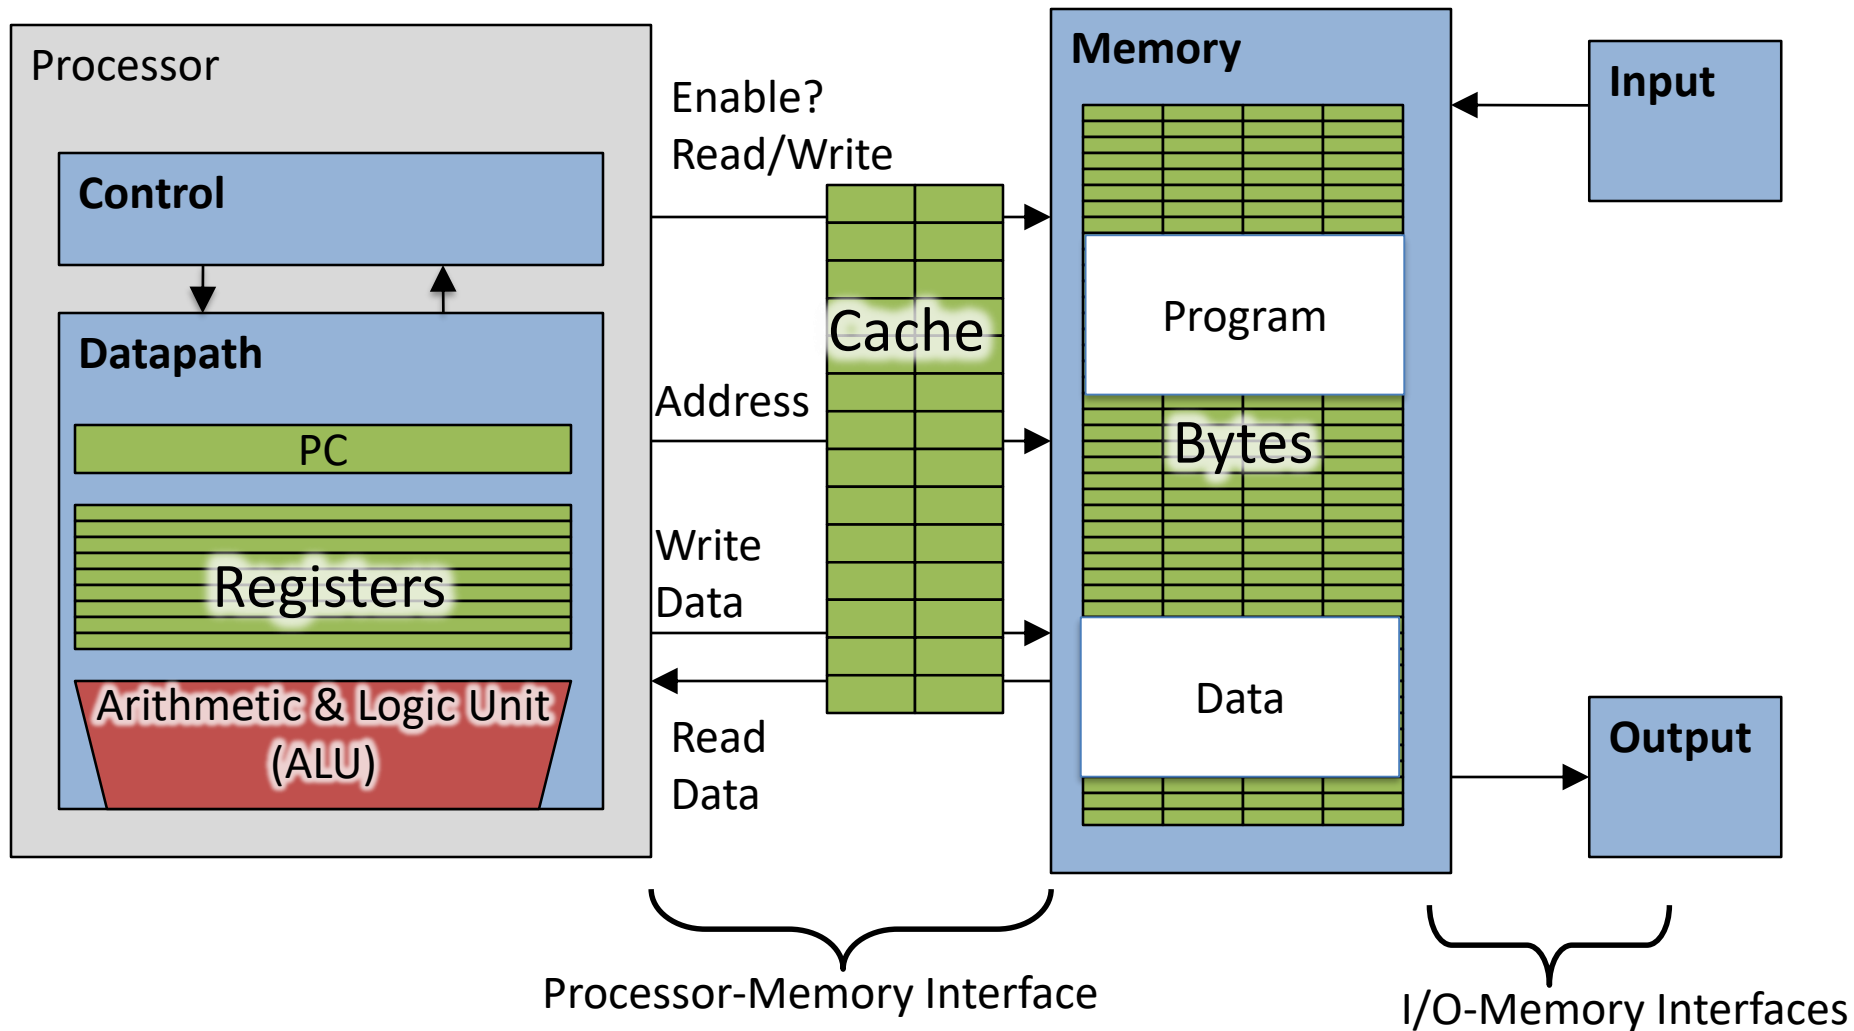 Processor
Control
Datapath
PC
Registers
Arithmetic & Logic Unit
(ALU)
Enable?
Read/Write
Cache
Address
Write
Data
Read
Data
Memory
Program
Bytes
Data
Input
Output
Processor-Memory Interface
I/O-Memory Interfaces